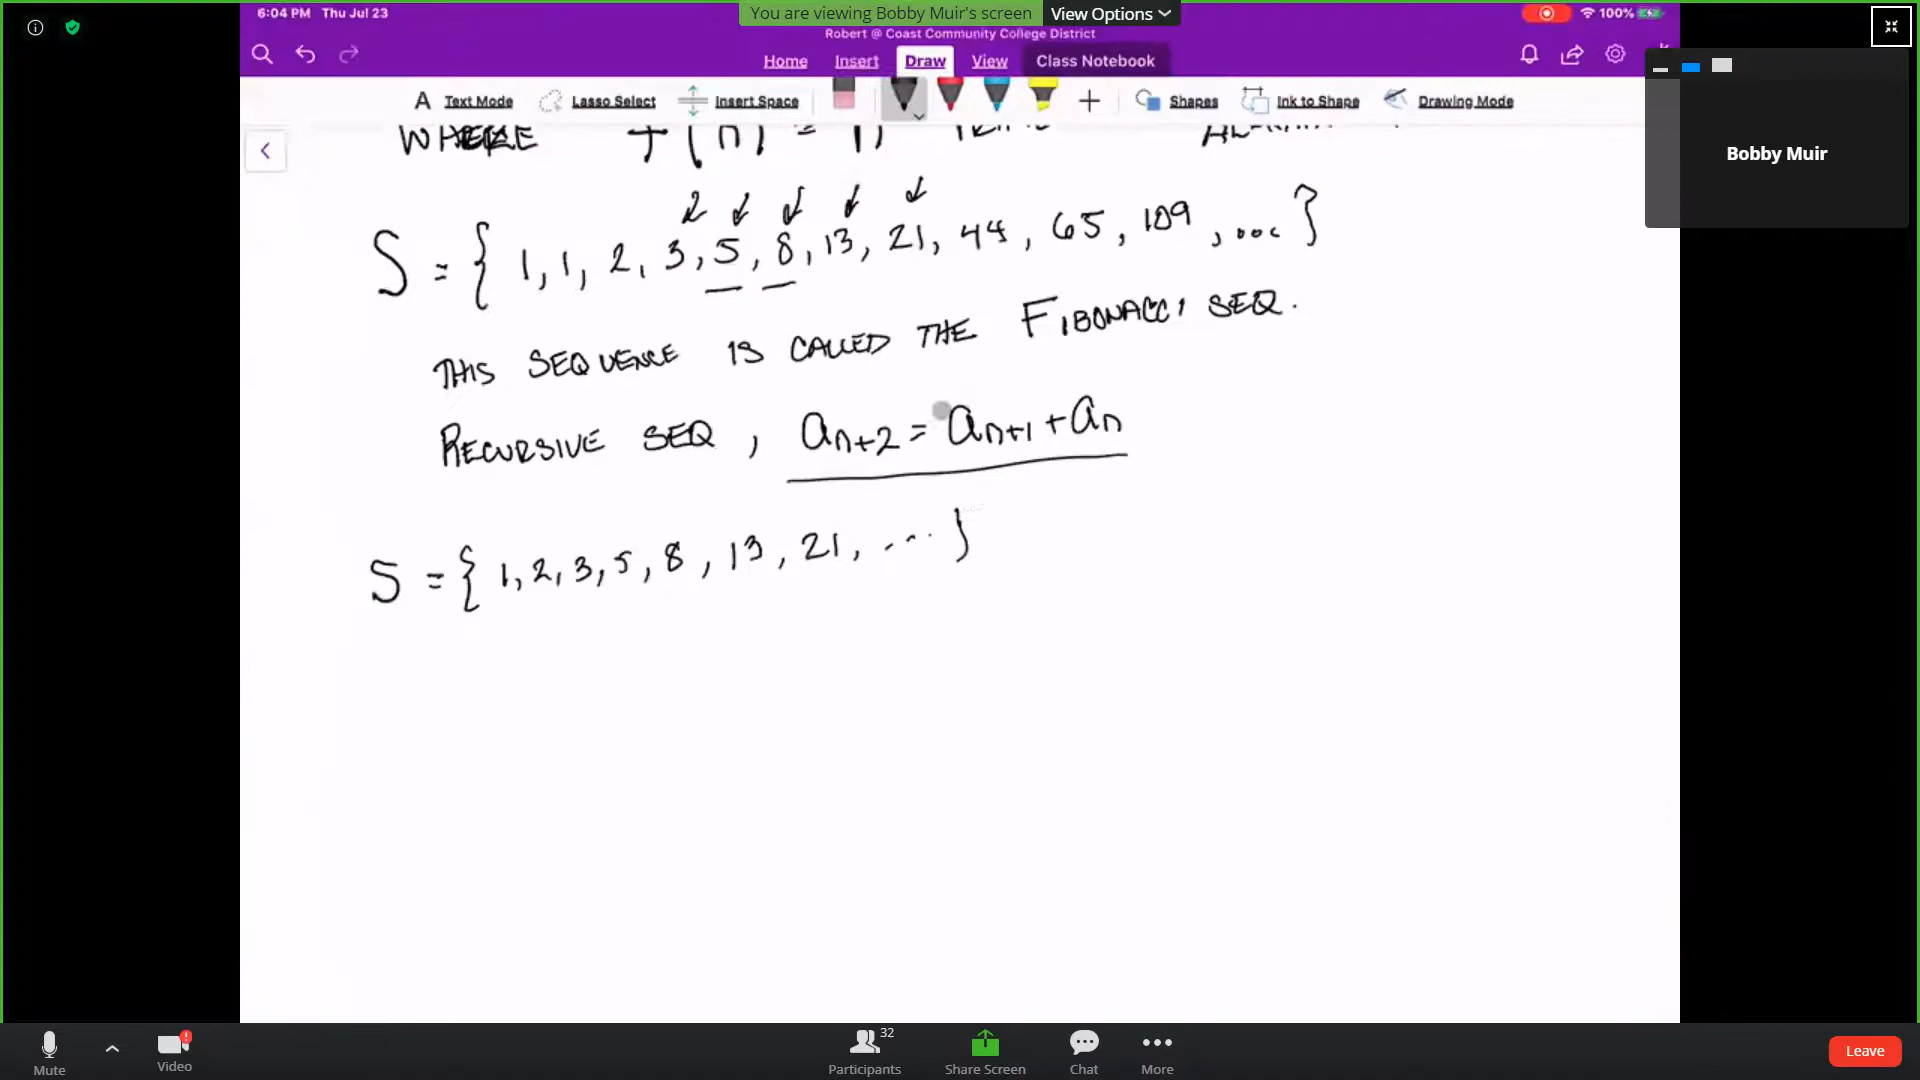 6:04 PM Thu Jul 23
You are viewing Bobby Muir's screen View Options
100%
Robert @ Coast Community College District
Home Insert Draw View Class Notebook
Text Mode Lasso Select Insert Space Shapes Ink to Shape Drawing Mode
Bobby Muir
WHERE f(n) = n
S = { 1, 1, 2, 3, 5, 8, 13, 21, 44, 65, 109, ... }
THIS SEQUENCE IS CALLED THE FIBONACCI SEQ.
RECURSIVE SEQ, aₙ₊₂ = aₙ₊₁ + aₙ
S = { 1, 2, 3, 5, 8, 13, 21, ... }
32
Mute Video Participants Share Screen Chat More Leave